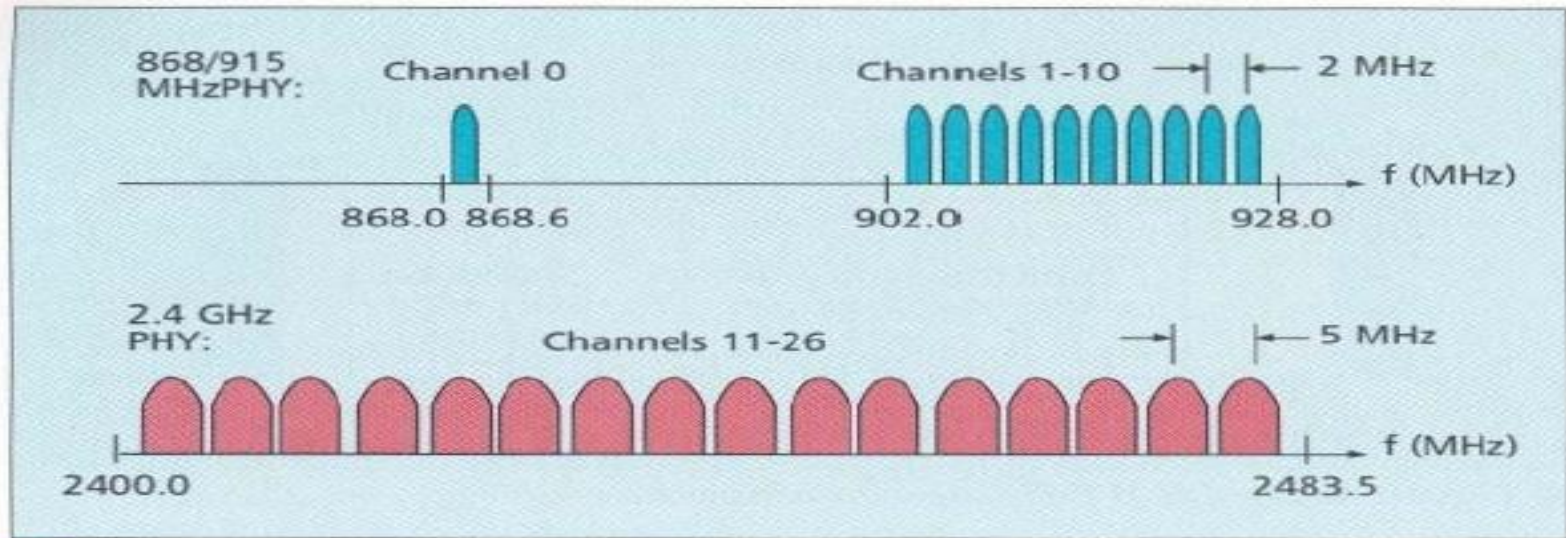 868/915
MHzPHY:
Channel 0
Channels 1-10
2 MHz
f (MHz)
868.0 868.6
902.0
928.0
2.4 GHz
PHY:
Channels 11-26
5 MHz
f (MHz)
2400.0
2483.5